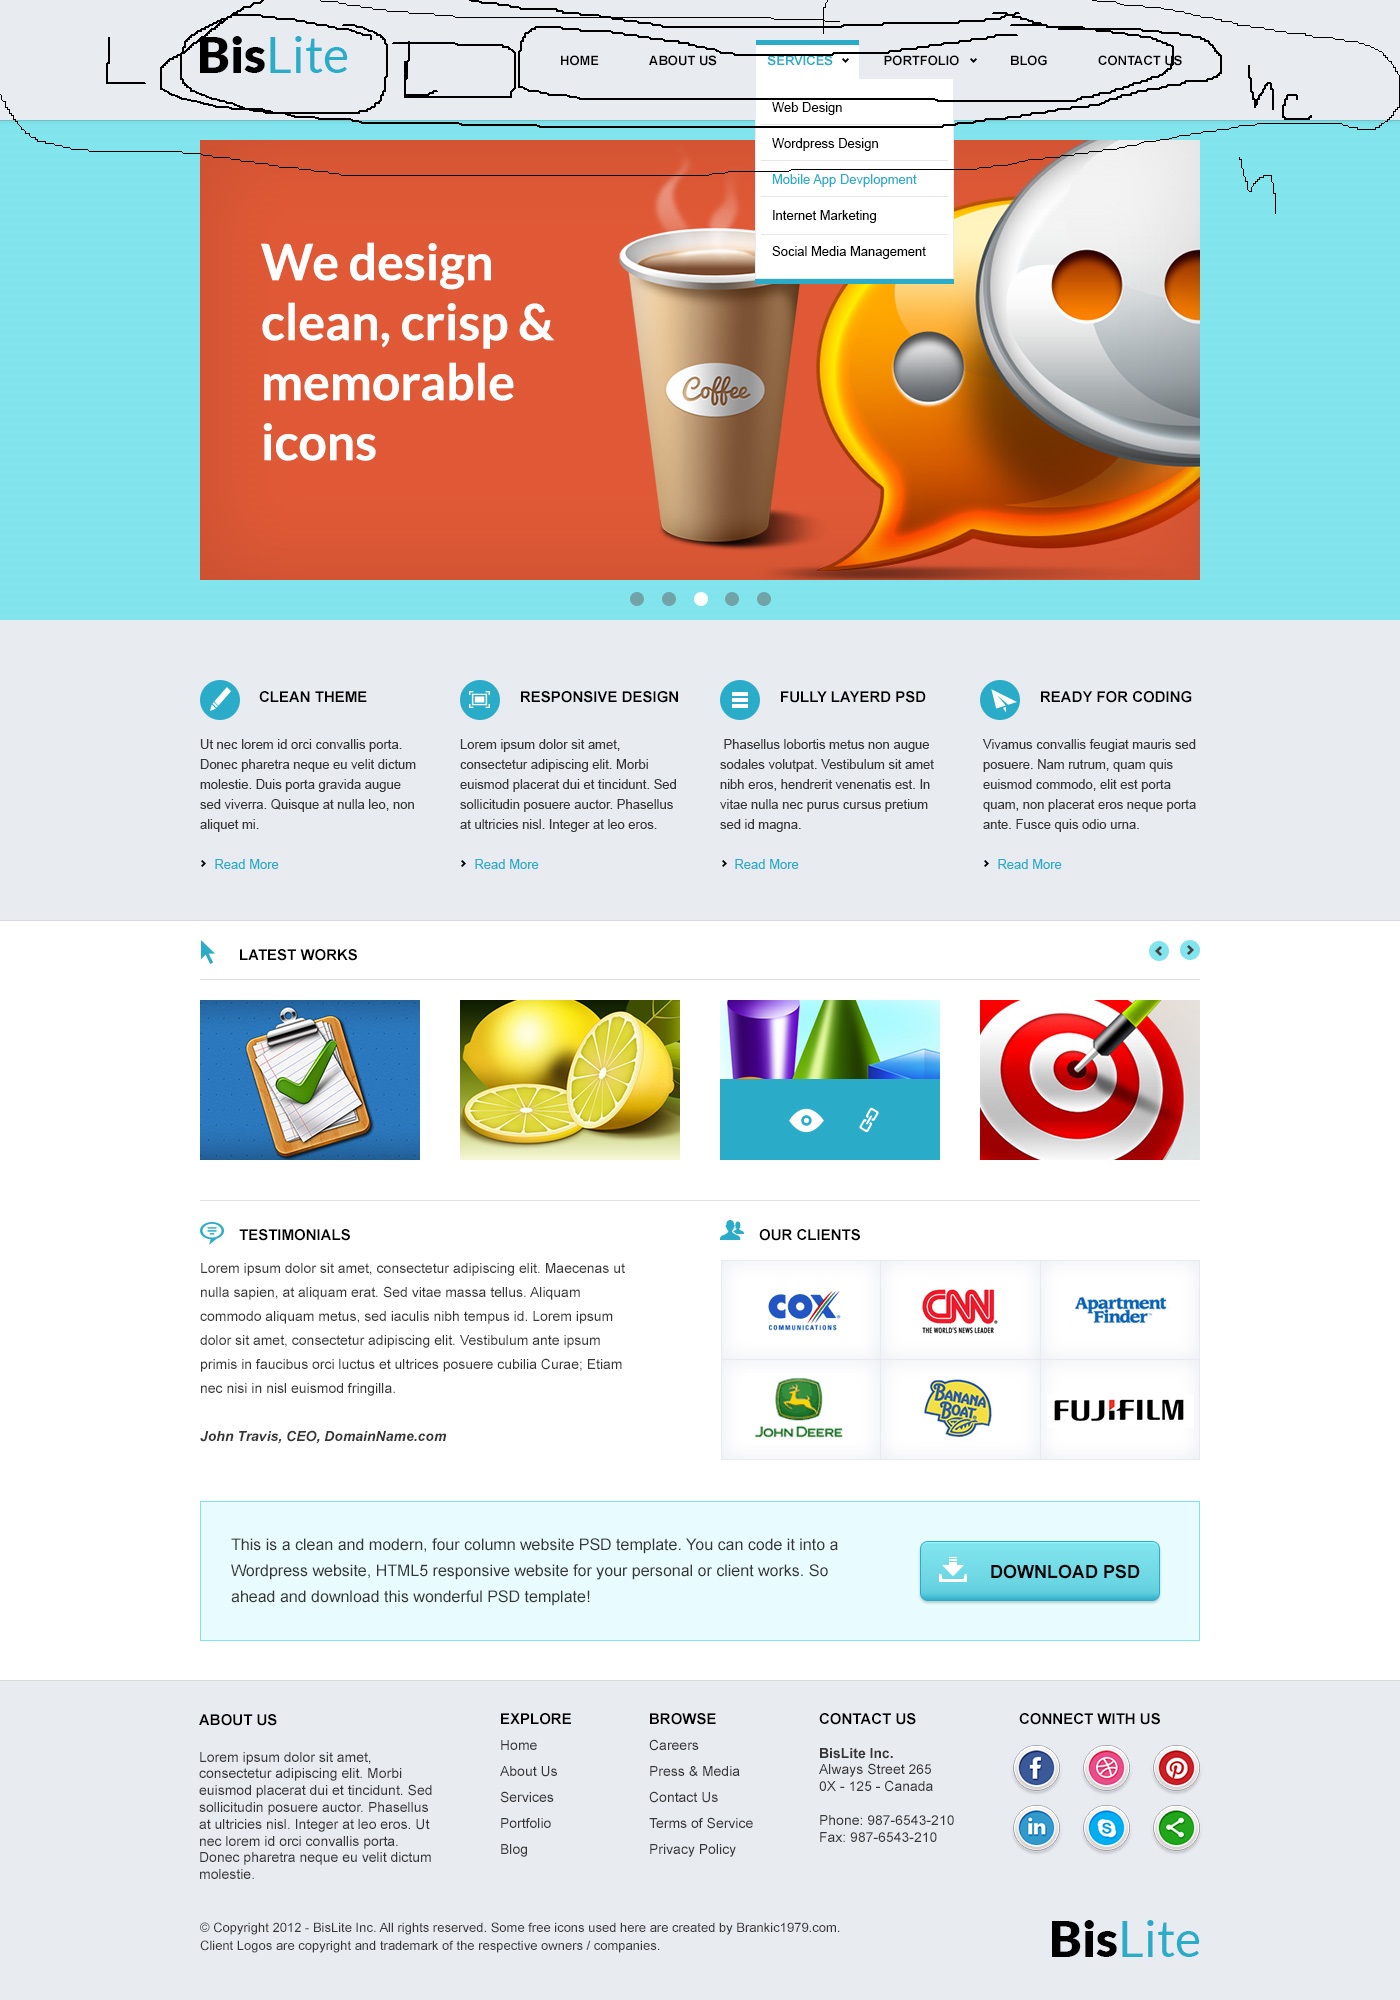 BisLite
HOME ABOUT US SERVICES PORTFOLIO BLOG CONTACT US
Web Design
Wordpress Design
Mobile App Devplopment
Internet Marketing
Social Media Management
We design
clean, crisp &
memorable
icons
Coffee
CLEAN THEME
Ut nec lorem id orci convallis porta.
Donec pharetra neque eu velit dictum
molestie. Duis porta gravida augue
sed viverra. Quisque at nulla leo, non
aliquet mi.
Read More
RESPONSIVE DESIGN
Lorem ipsum dolor sit amet,
consectetur adipiscing elit. Morbi
euismod placerat dui et tincidunt. Sed
sollicitudin posuere auctor. Phasellus
at ultricies nisl. Integer at leo eros.
Read More
FULLY LAYERD PSD
Phasellus lobortis metus non augue
sodales volutpat. Vestibulum sit amet
nibh eros, hendrerit venenatis est. In
vitae nulla nec purus cursus pretium
sed id magna.
Read More
READY FOR CODING
Vivamus convallis feugiat mauris sed
posuere. Nam rutrum, quam quis
euismod commodo, elit est porta
quam, non placerat eros neque porta
ante. Fusce quis odio urna.
Read More
LATEST WORKS
TESTIMONIALS
Lorem ipsum dolor sit amet, consectetur adipiscing elit. Maecenas ut
nulla sapien, at aliquam erat. Sed vitae massa tellus. Aliquam
commodo aliquam metus, sed iaculis nibh tempus id. Lorem ipsum
dolor sit amet, consectetur adipiscing elit. Vestibulum ante ipsum
primis in faucibus orci luctus et ultrices posuere cubilia Curae; Etiam
nec nisi in nisl euismod fringilla.
John Travis, CEO, DomainName.com
OUR CLIENTS
COX
COMMUNICATIONS
CNN
THE WORLD'S NEWS LEADER
Apartment
Finder
JOHN DEERE
BANANA
BOAT
FUJIFILM
This is a clean and modern, four column website PSD template. You can code it into a
Wordpress website, HTML5 responsive website for your personal or client works. So
ahead and download this wonderful PSD template!
DOWNLOAD PSD
ABOUT US
Lorem ipsum dolor sit amet,
consectetur adipiscing elit. Morbi
euismod placerat dui et tincidunt. Sed
sollicitudin posuere auctor. Phasellus
at ultricies nisl. Integer at leo eros. Ut
nec lorem id orci convallis porta.
Donec pharetra neque eu velit dictum
molestie.
EXPLORE
Home
About Us
Services
Portfolio
Blog
BROWSE
Careers
Press & Media
Contact Us
Terms of Service
Privacy Policy
CONTACT US
BisLite Inc.
Always Street 265
0X - 125 - Canada
Phone: 987-6543-210
Fax: 987-6543-210
CONNECT WITH US
© Copyright 2012 - BisLite Inc. All rights reserved. Some free icons used here are created by Brankic1979.com.
Client Logos are copyright and trademark of the respective owners / companies.
BisLite